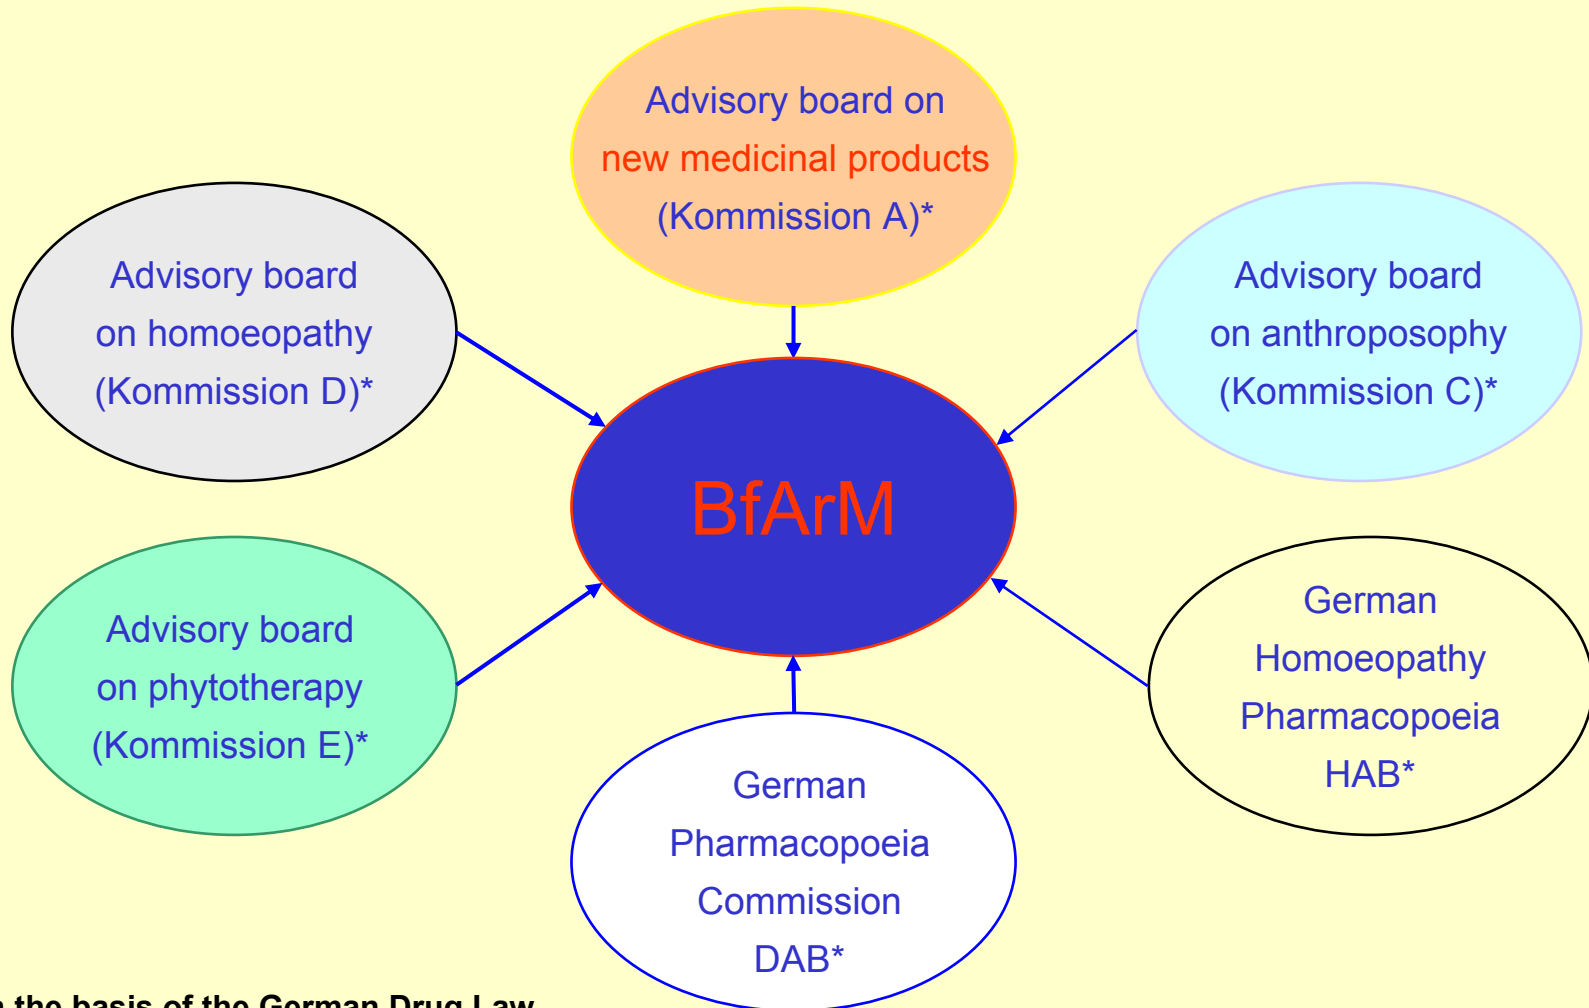 Advisory board on
new medicinal products
(Kommission A)*
Advisory board
on homoeopathy
(Kommission D)*
Advisory board
on anthroposophy
(Kommission C)*
BfArM
Advisory board
on phytotherapy
(Kommission E)*
German
Homoeopathy
Pharmacopoeia
HAB*
German
Pharmacopoeia
Commission
DAB*
the basis of the German Drug Law